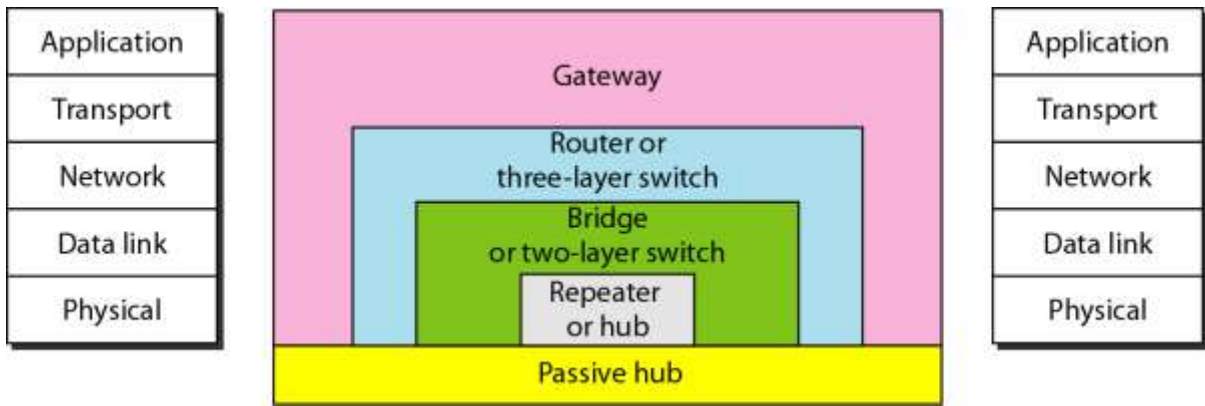 Application
Transport
Network
Data link
Physical
Gateway
Router or
three-layer switch
Bridge
or two-layer switch
Repeater
or hub
Passive hub
Application
Transport
Network
Data link
Physical